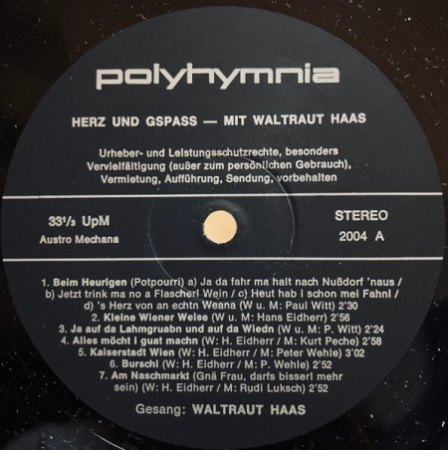 polyhymnia
HERZ UND GSPASS — MIT WALTRAUT HAAS
Urheber- und Leistungsschutzrechte, besonders
Vervielfältigung (außer zum persönlichen Gebrauch),
Vermietung, Aufführung, Sendung, vorbehalten
33¹/₃ UpM
Austro Mechana
STEREO
2004 A
1. Beim Heurigen (Potpourri) a) Ja da fahr ma halt nach Nußdorf 'naus /
b) Jetzt trink ma no a Flascherl Wein / c) Heut hab i schon mei Fahnl /
d) 's Herz von an echtn Weana (W u. M: Paul Witt) 2'30
2. Kleine Wiener Weise (W u. M: Hans Eidherr) 2'56
3. Ja auf da Lahmgruabn und auf da Wiedn (W u. M: P. Witt) 2'24
4. Alles möcht i guat machn (W: H. Eidherr / M: Kurt Peche) 2'58
5. Kaiserstadt Wien (W: H. Eidherr / M: Peter Wehle) 3'02
6. Burschi (W: H. Eidherr / M: P. Wehle) 2'52
7. Am Naschmarkt (Gnä Frau, darfs bisserl mehr
sein) (W: H. Eidherr / M: Rudi Luksch) 2'52
Gesang: WALTRAUT HAAS